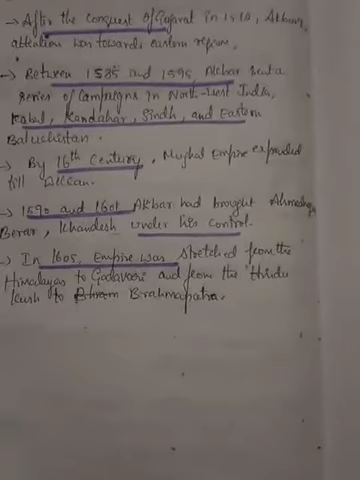 → After the conquest of Gujarat in 1510, Akbar
attention was towards eastern regions.
→ Between 1585 and 1595, Akbar sent a
series of Campaigns in North-West India,
Kabul, Kandahar, Sindh, and Eastern
Baluchistan.
→ By 16th Century, Mughal Empire expanded
till Deccan.
→ 1590 and 1601 Akbar had brought Ahmednagar
Berar, Khandesh under his control.
→ In 1605, Empire was stretched from the
Himalayas to Godavari and from the Hindu
Kush to Brahmaputra.